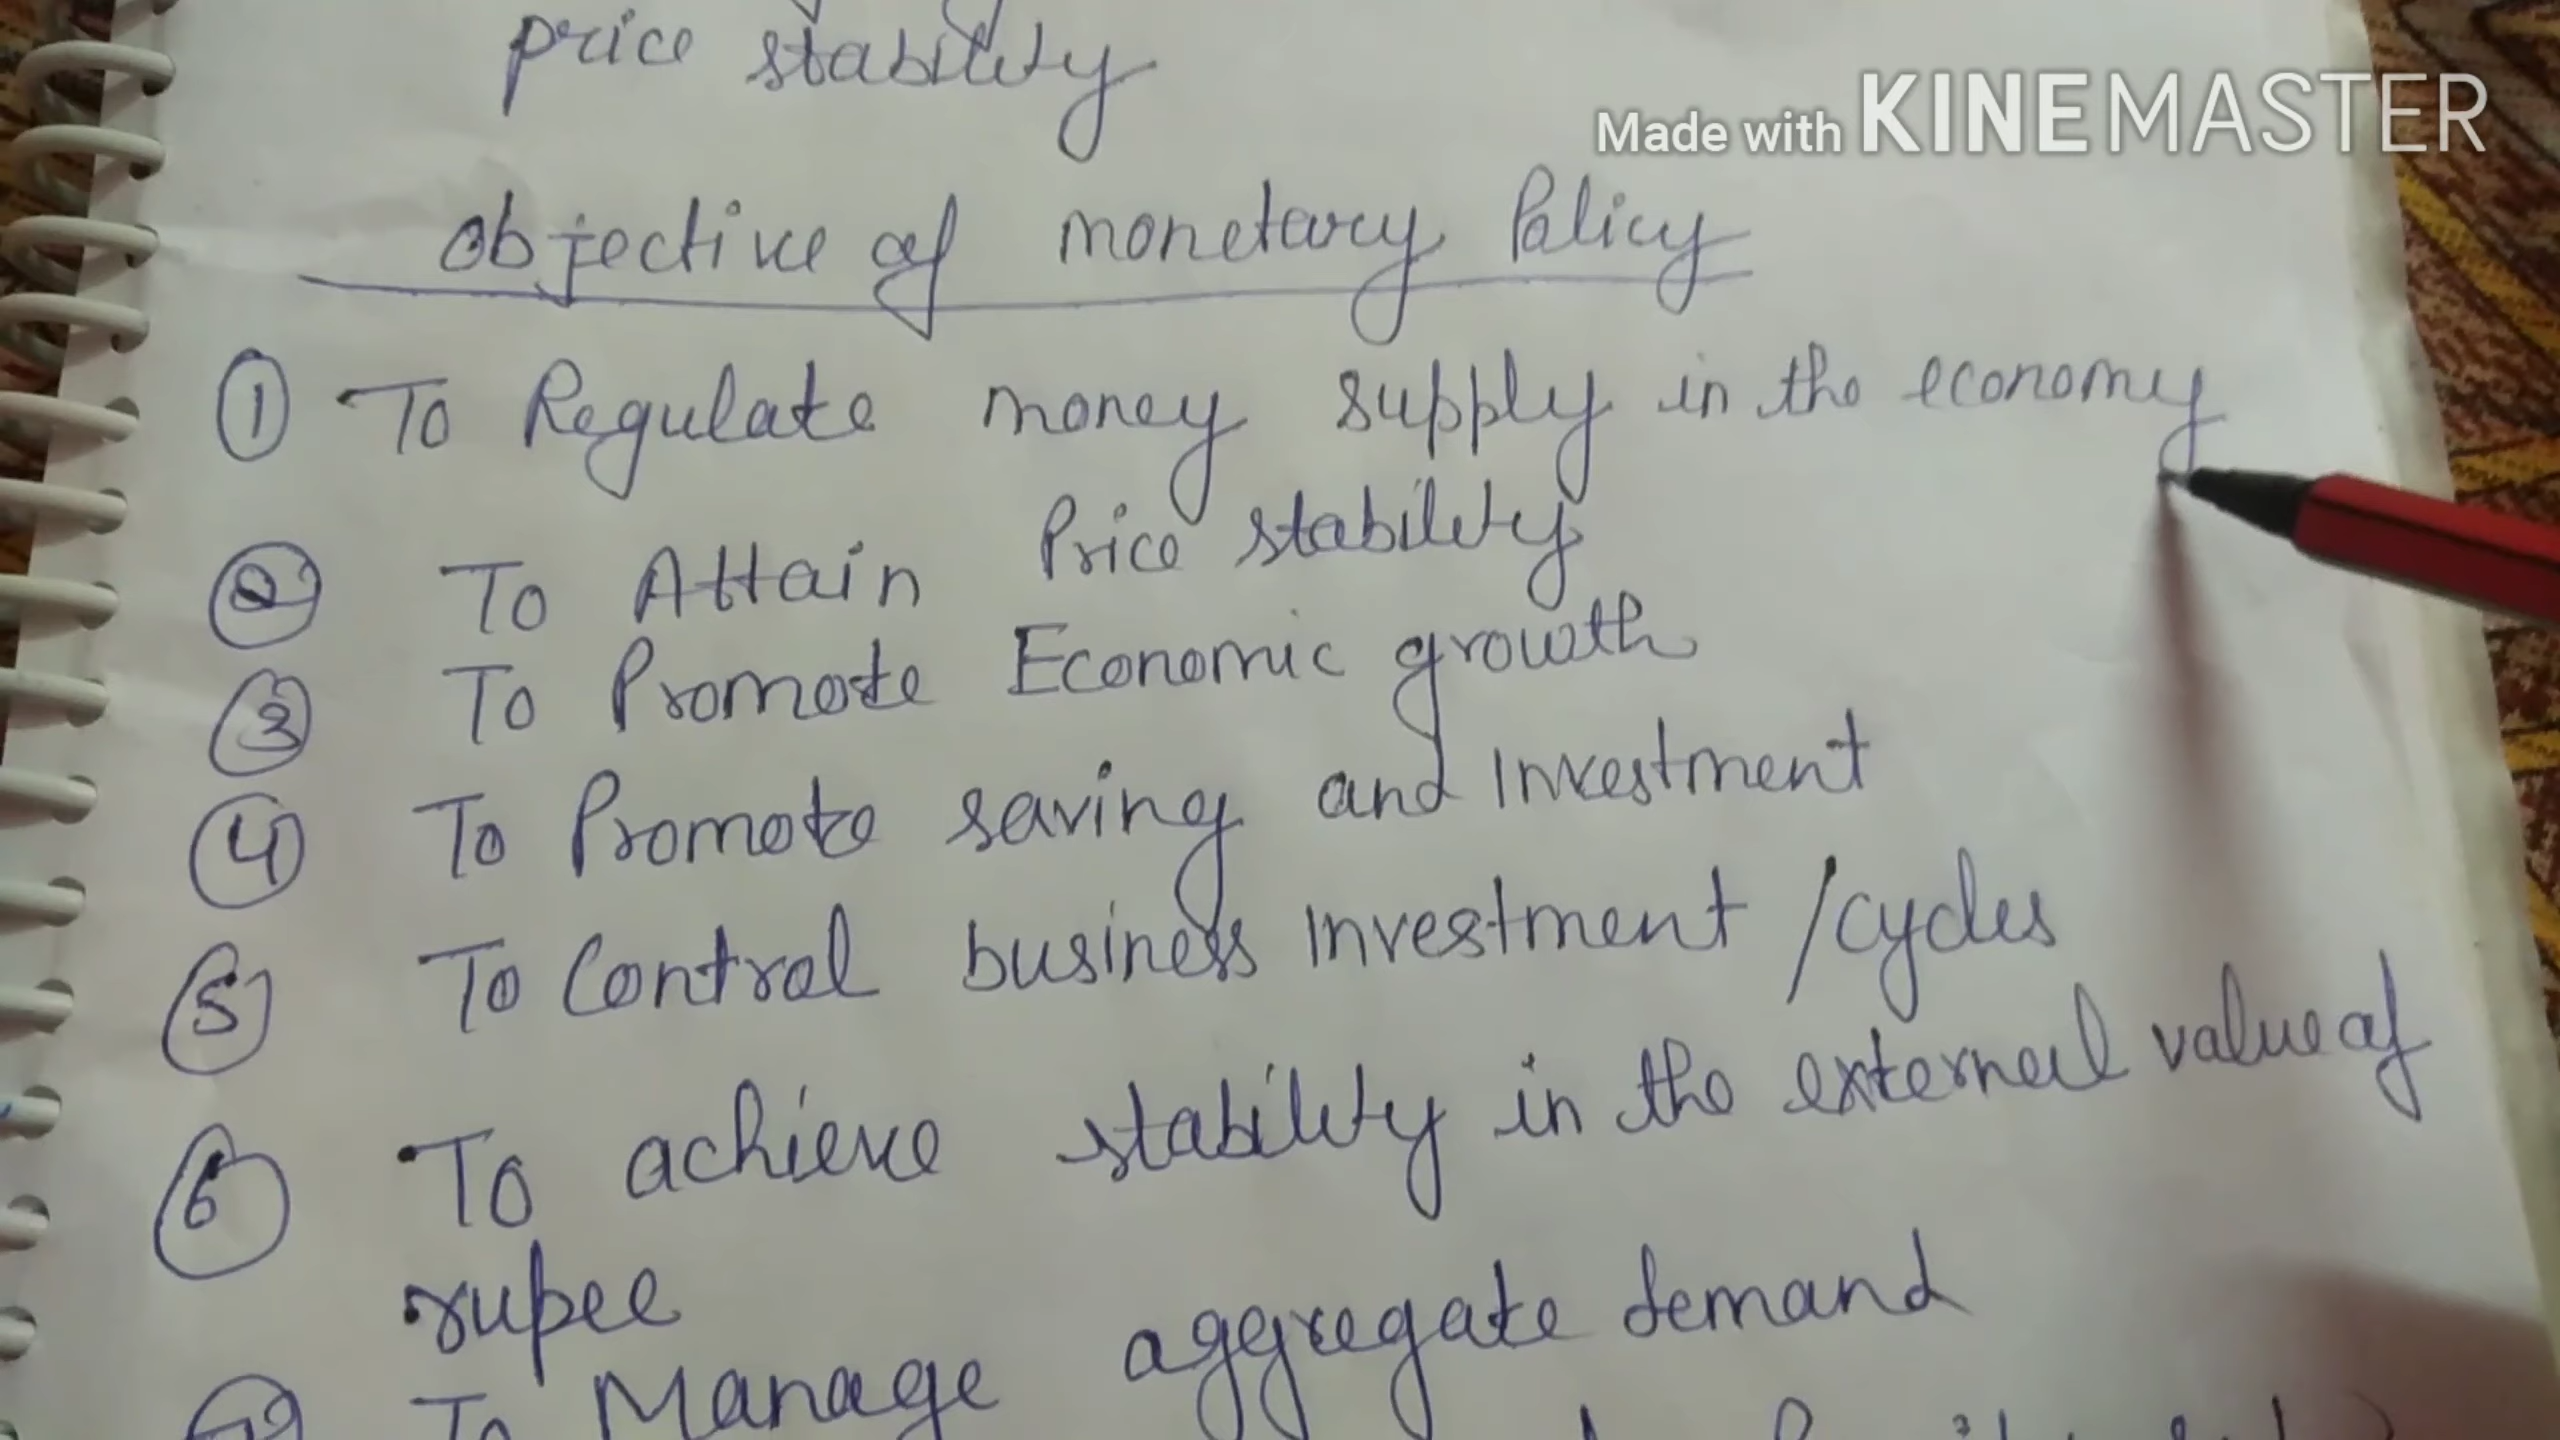 price stability
Made with KINEMASTER
Objective of monetary Policy
① To Regulate money supply in the economy
② To Attain Price stability
③ To Promote Economic growth
④ To Promote saving and Investment
⑤ To Control business Investment / cycles
⑥ To achieve stability in the external value of
rupee
⑦ To Manage aggregate demand